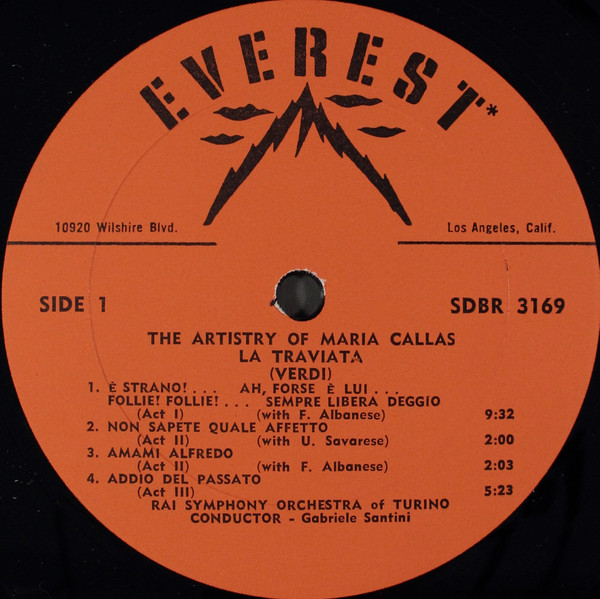 EVEREST*
10920 Wilshire Blvd. Los Angeles, Calif.
SIDE 1 SDBR 3169
THE ARTISTRY OF MARIA CALLAS
LA TRAVIATA
(VERDI)
1. È STRANO! . . . AH, FORSE È LUI . . .
FOLLIE! FOLLIE! . . . SEMPRE LIBERA DEGGIO
(Act I) (with F. Albanese) 9:32
2. NON SAPETE QUALE AFFETTO
(Act II) (with U. Savarese) 2:00
3. AMAMI ALFREDO
(Act II) (with F. Albanese) 2:03
4. ADDIO DEL PASSATO
(Act III) 5:23
RAI SYMPHONY ORCHESTRA of TURINO
CONDUCTOR - Gabriele Santini